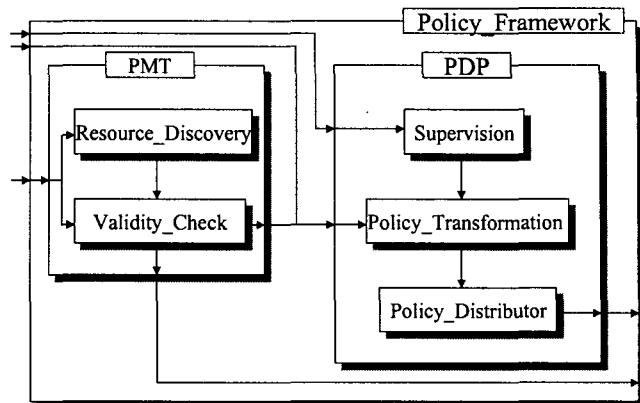 Policy_Framework
PMT
PDP
Resource_Discovery
Supervision
Validity_Check
Policy_Transformation
Policy_Distributor